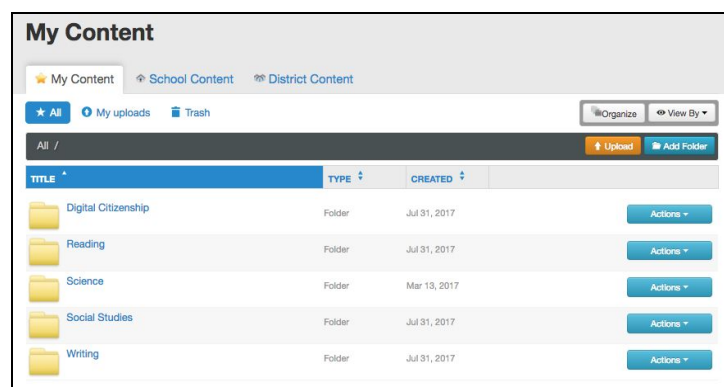 My Content
My Content School Content District Content
All My uploads Trash Organize View By
All / Upload Add Folder
TITLE TYPE CREATED
Digital Citizenship Folder Jul 31, 2017 Actions
Reading Folder Jul 31, 2017 Actions
Science Folder Mar 13, 2017 Actions
Social Studies Folder Jul 31, 2017 Actions
Writing Folder Jul 31, 2017 Actions